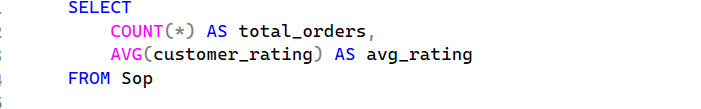 SELECT
COUNT(*) AS total_orders,
AVG(customer_rating) AS avg_rating
FROM Sop